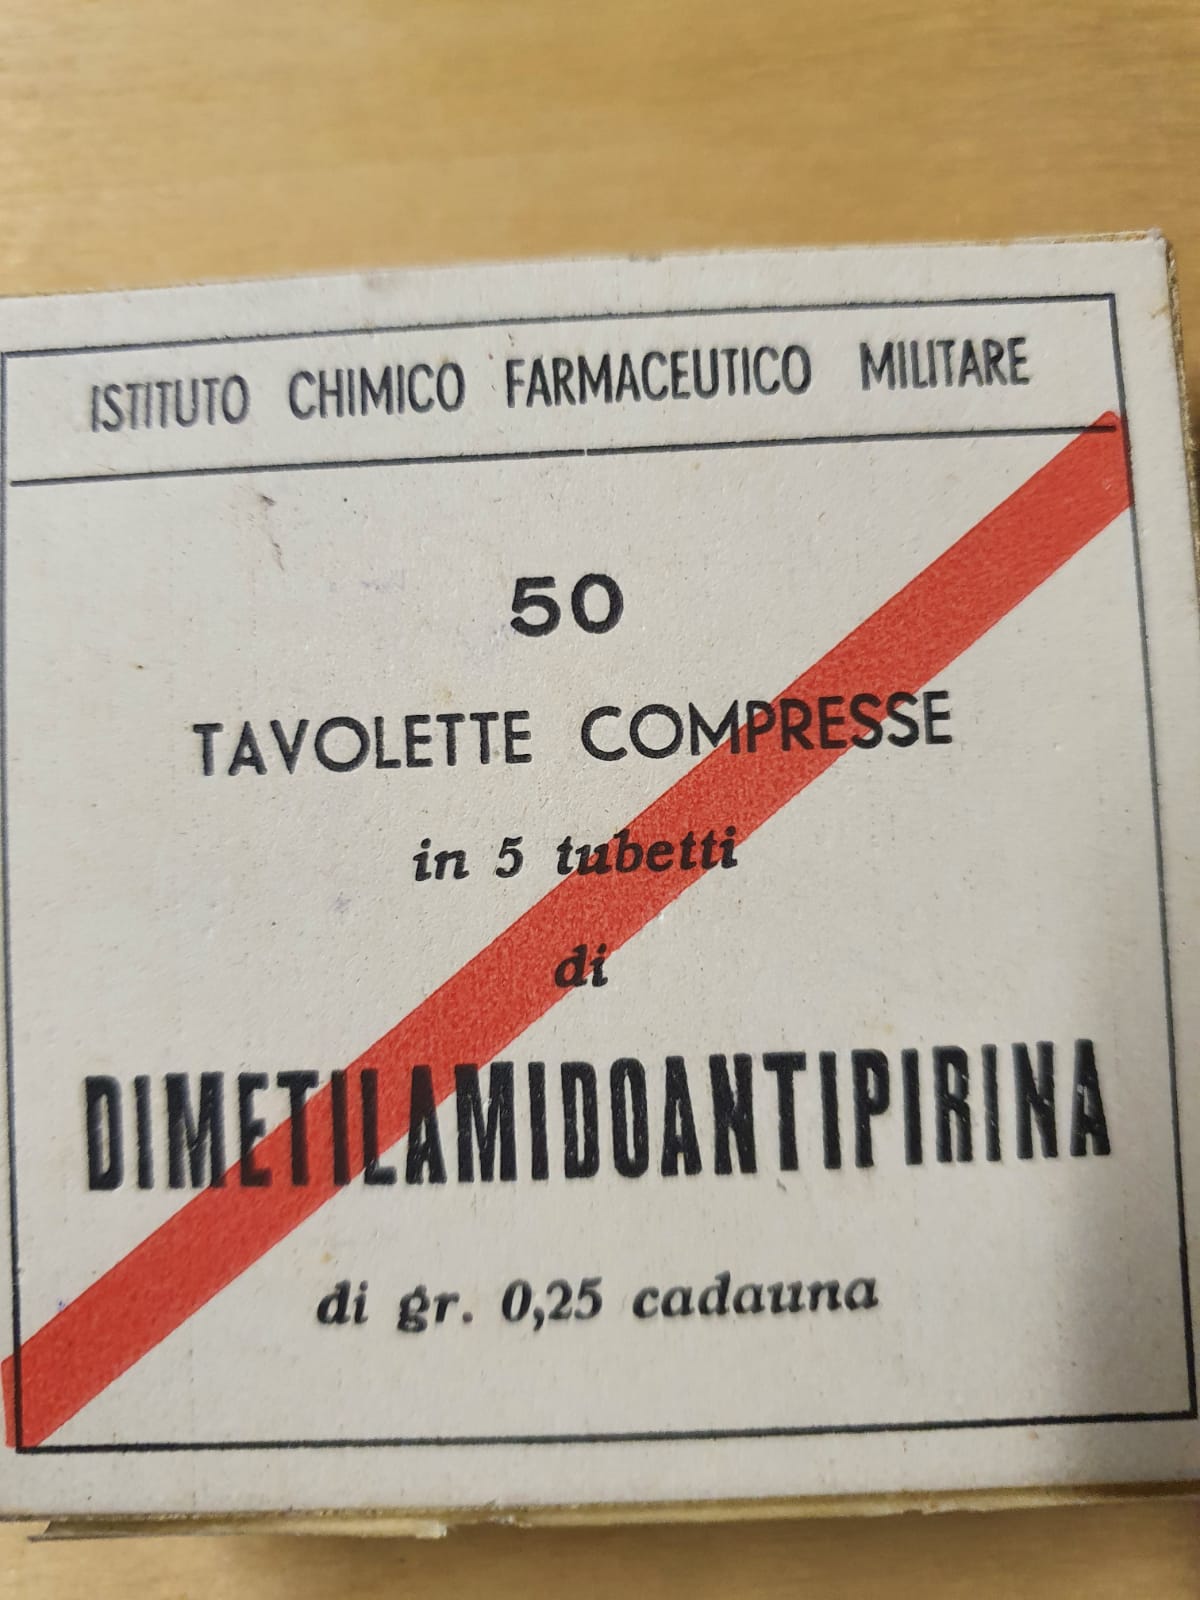 ISTITUTO CHIMICO FARMACEUTICO MILITARE
50
TAVOLETTE COMPRESSE
in 5 tubetti
di
DIMETILAMIDOANTIPIRINA
di gr. 0,25 cadauna